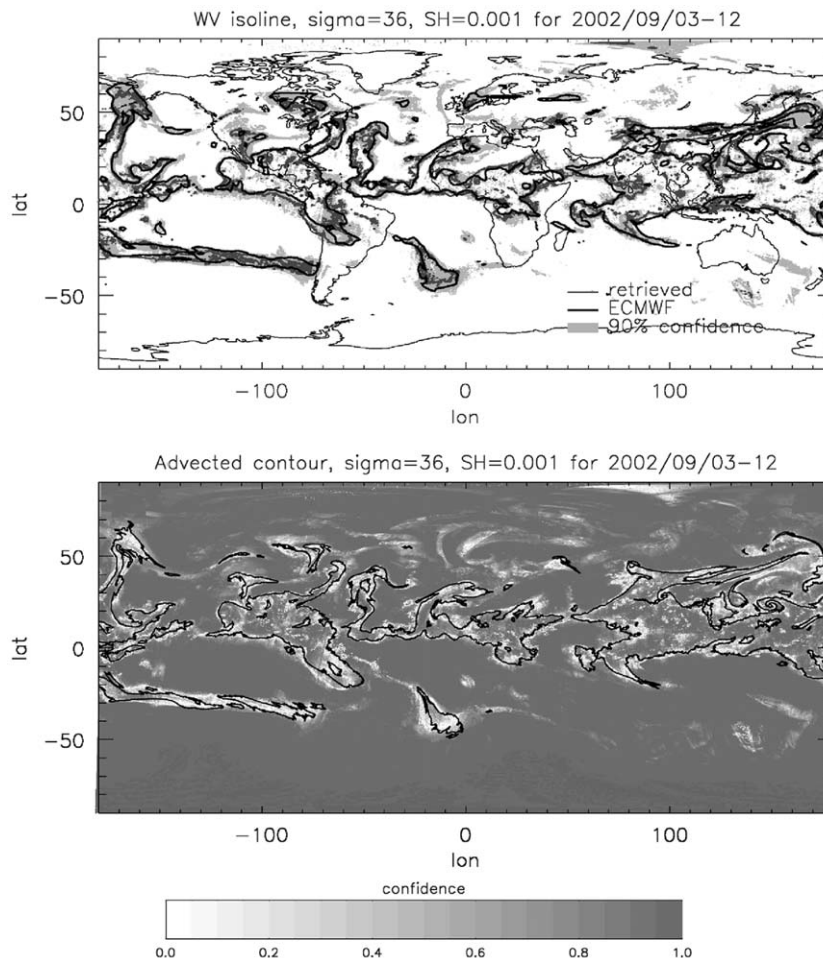 WV isoline, sigma=36, SH=0.001 for 2002/09/03-12
lat
50
0
-50
retrieved
ECMWF
90% confidence
-100
0
100
lon
Advected contour, sigma=36, SH=0.001 for 2002/09/03-12
lat
50
0
-50
-100
0
100
lon
confidence
0.0
0.2
0.4
0.6
0.8
1.0